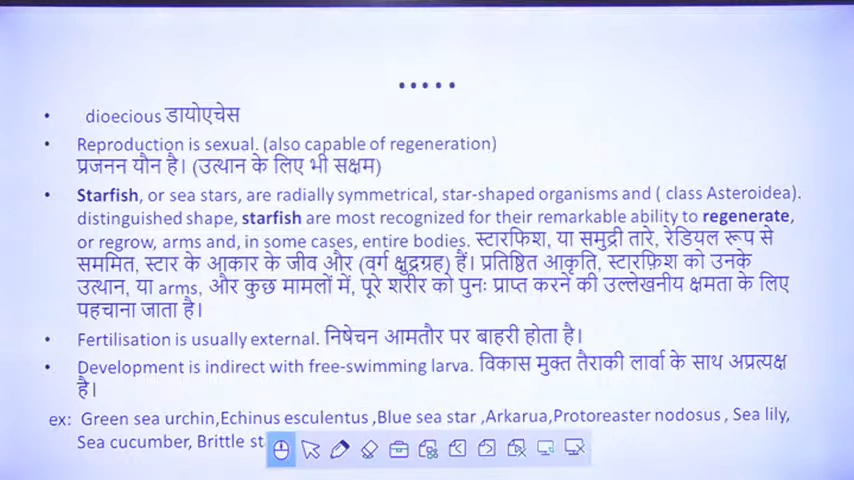 .....
• dioecious डायोएचेस
• Reproduction is sexual. (also capable of regeneration)
प्रजनन यौन है। (उत्थान के लिए भी सक्षम)
• Starfish, or sea stars, are radially symmetrical, star-shaped organisms and ( class Asteroidea).
distinguished shape, starfish are most recognized for their remarkable ability to regenerate,
or regrow, arms and, in some cases, entire bodies. स्टारफिश, या समुद्री तारे, रेडियल रूप से
सममित, स्टार के आकार के जीव और (वर्ग क्षुद्रग्रह) हैं। प्रतिष्ठित आकृति, स्टारफ़िश को उनके
उत्थान, या arms, और कुछ मामलों में, पूरे शरीर को पुनः प्राप्त करने की उल्लेखनीय क्षमता के लिए
पहचाना जाता है।
• Fertilisation is usually external. निषेचन आमतौर पर बाहरी होता है।
• Development is indirect with free-swimming larva. विकास मुक्त तैराकी लार्वा के साथ अप्रत्यक्ष
है।
ex: Green sea urchin,Echinus esculentus ,Blue sea star ,Arkarua,Protoreaster nodosus , Sea lily,
Sea cucumber, Brittle